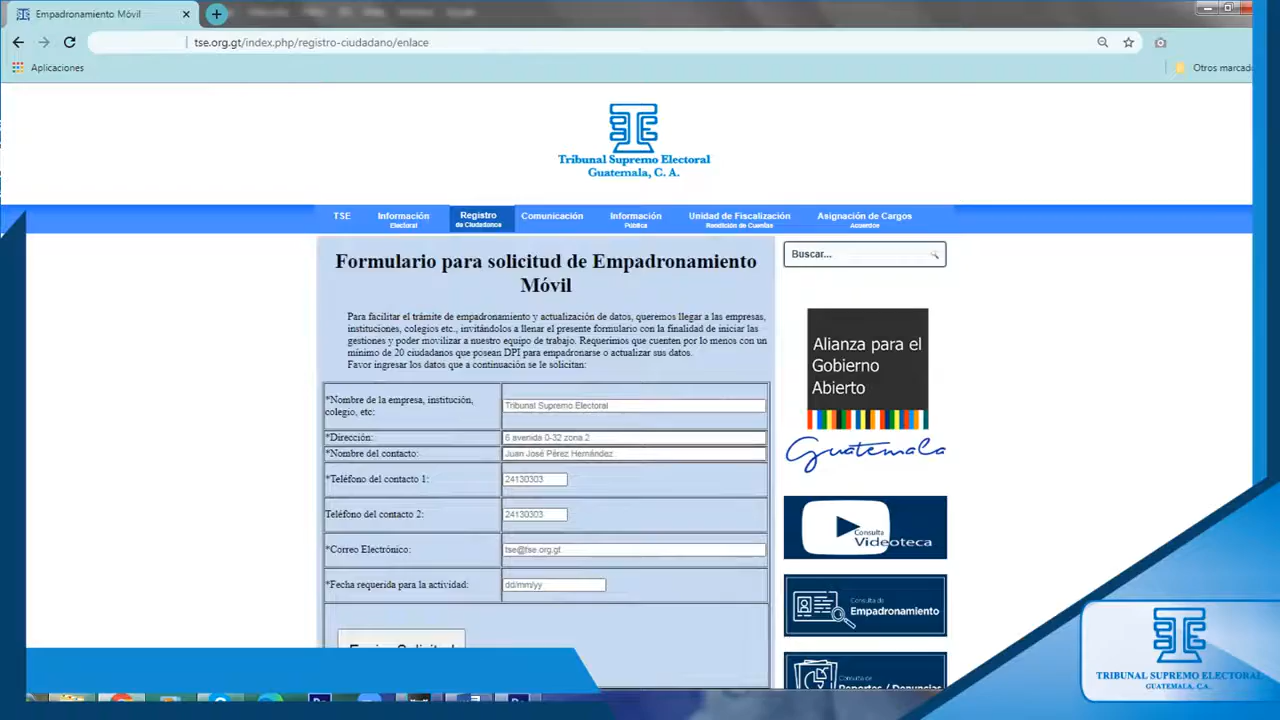 Empadronamiento Móvil
tse.org.gt/index.php/registro-ciudadano/enlace
Aplicaciones
Otros marcado
Tribunal Supremo Electoral
Guatemala, C. A.
TSE
Información
Electoral
Registro
de Ciudadanos
Comunicación
Información
Pública
Unidad de Fiscalización
Rendición de Cuentas
Asignación de Cargos
Acuerdos
Formulario para solicitud de Empadronamiento
Móvil
Para facilitar el trámite de empadronamiento y actualización de datos, queremos llegar a las empresas,
instituciones, colegios etc., invitándolos a llenar el presente formulario con la finalidad de iniciar las
gestiones y poder movilizar a nuestro equipo de trabajo. Requerimos que cuenten por lo menos con un
mínimo de 20 ciudadanos que posean DPI para empadronarse o actualizar sus datos.
Favor ingresar los datos que a continuación se le solicitan:
*Nombre de la empresa, institución,
colegio, etc:
Tribunal Supremo Electoral
*Dirección:
6 avenida 0-32 zona 2
*Nombre del contacto:
Juan José Pérez Hernández
*Teléfono del contacto 1:
24130303
Teléfono del contacto 2:
24130303
*Correo Electrónico:
tse@tse.org.gt
*Fecha requerida para la actividad:
dd/mm/yy
Enviar Solicitud
Buscar...
Alianza para el
Gobierno
Abierto
Guatemala
Consulta
Videoteca
Consulta de
Empadronamiento
Consulta de
Reportes / Denuncias
TRIBUNAL SUPREMO ELECTORAL
GUATEMALA, C.A.